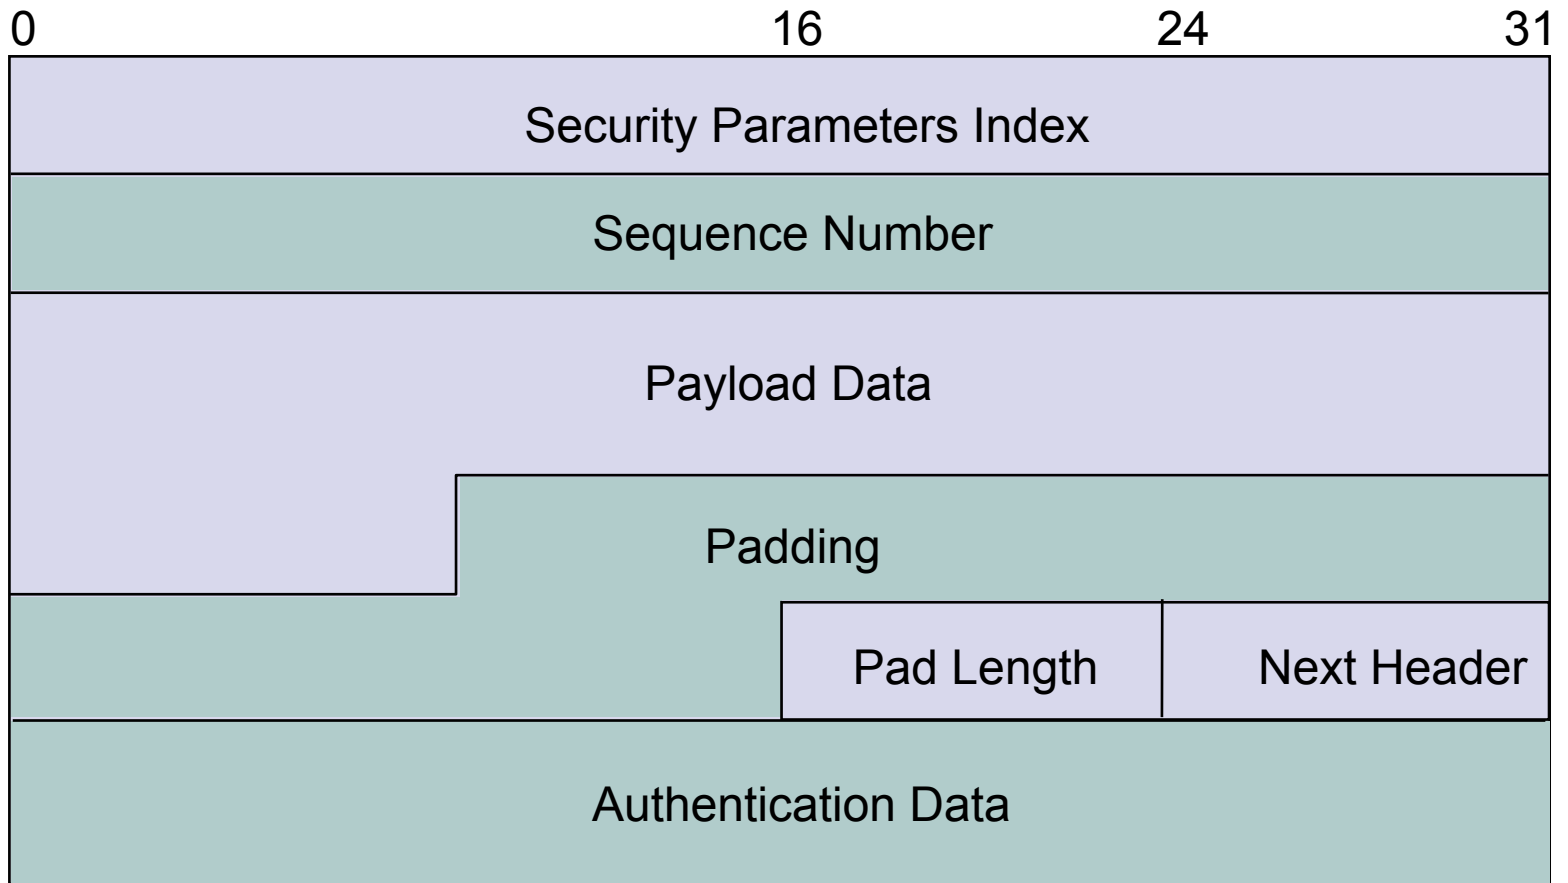 0 16 24 31
Security Parameters Index
Sequence Number
Payload Data
Padding
Pad Length Next Header
Authentication Data